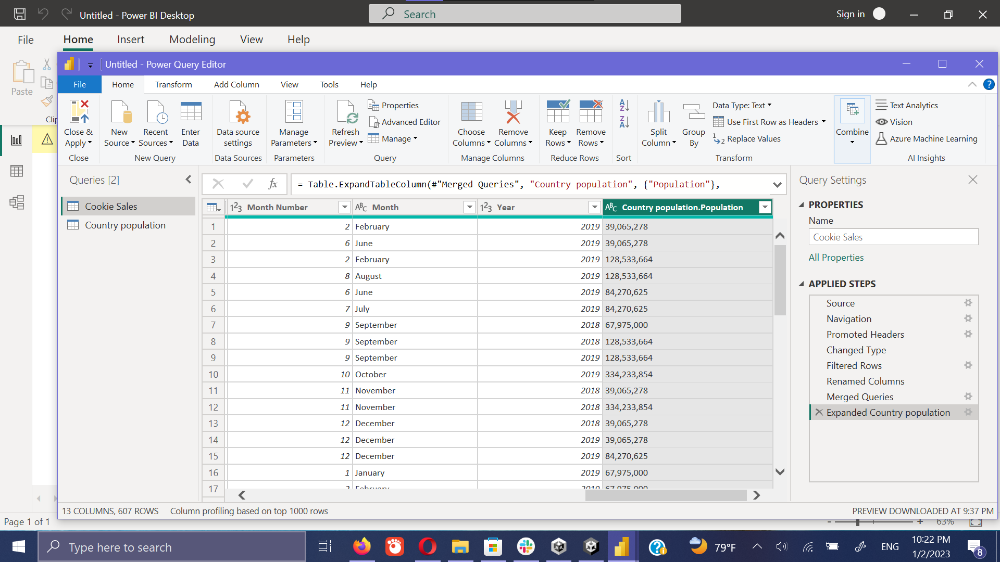 Untitled - Power BI Desktop
Search
Sign in
File Home Insert Modeling View Help
Paste
Untitled - Power Query Editor
File Home Transform Add Column View Tools Help
Close & Apply
Close
New Source
Recent Sources
Enter Data
New Query
Data source settings
Data Sources
Manage Parameters
Parameters
Refresh Preview
Properties
Advanced Editor
Manage
Query
Choose Columns
Remove Columns
Manage Columns
Keep Rows
Remove Rows
Reduce Rows
Sort
Split Column
Group By
Data Type: Text
Use First Row as Headers
Replace Values
Transform
Combine
Text Analytics
Vision
Azure Machine Learning
AI Insights
Queries [2]
Cookie Sales
Country population
= Table.ExpandTableColumn(#"Merged Queries", "Country population", {"Population"},
Month Number Month Year Country population.Population
1 2 February 2019 39,065,278
2 6 June 2019 39,065,278
3 2 February 2019 128,533,664
4 8 August 2019 128,533,664
5 6 June 2019 84,270,625
6 7 July 2019 84,270,625
7 9 September 2018 67,975,000
8 9 September 2018 128,533,664
9 9 September 2019 128,533,664
10 10 October 2019 334,233,854
11 11 November 2018 39,065,278
12 11 November 2018 334,233,854
13 12 December 2018 39,065,278
14 12 December 2019 39,065,278
15 12 December 2019 84,270,625
16 1 January 2019 67,975,000
17 2 February 2019 67,975,000
Query Settings
PROPERTIES
Name
Cookie Sales
All Properties
APPLIED STEPS
Source
Navigation
Promoted Headers
Changed Type
Filtered Rows
Renamed Columns
Merged Queries
Expanded Country population
13 COLUMNS, 607 ROWS Column profiling based on top 1000 rows
PREVIEW DOWNLOADED AT 9:37 PM
Page 1 of 1
63%
Type here to search
79°F
ENG
10:22 PM
1/2/2023
8